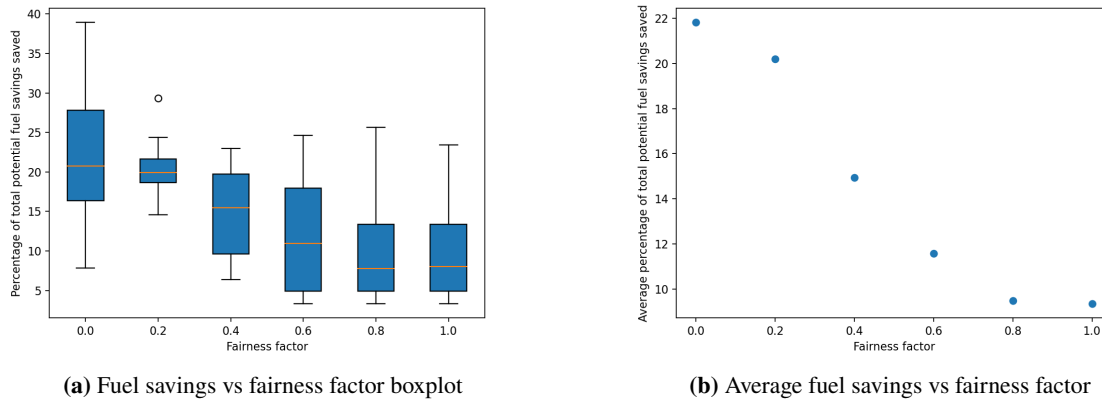 Percentage of total potential fuel savings saved
40
35
30
25
20
15
10
5
0.0 0.2 0.4 0.6 0.8 1.0
Fairness factor
(a) Fuel savings vs fairness factor boxplot
Average percentage of total potential fuel savings saved
22
20
18
16
14
12
10
0.0 0.2 0.4 0.6 0.8 1.0
Fairness factor
(b) Average fuel savings vs fairness factor